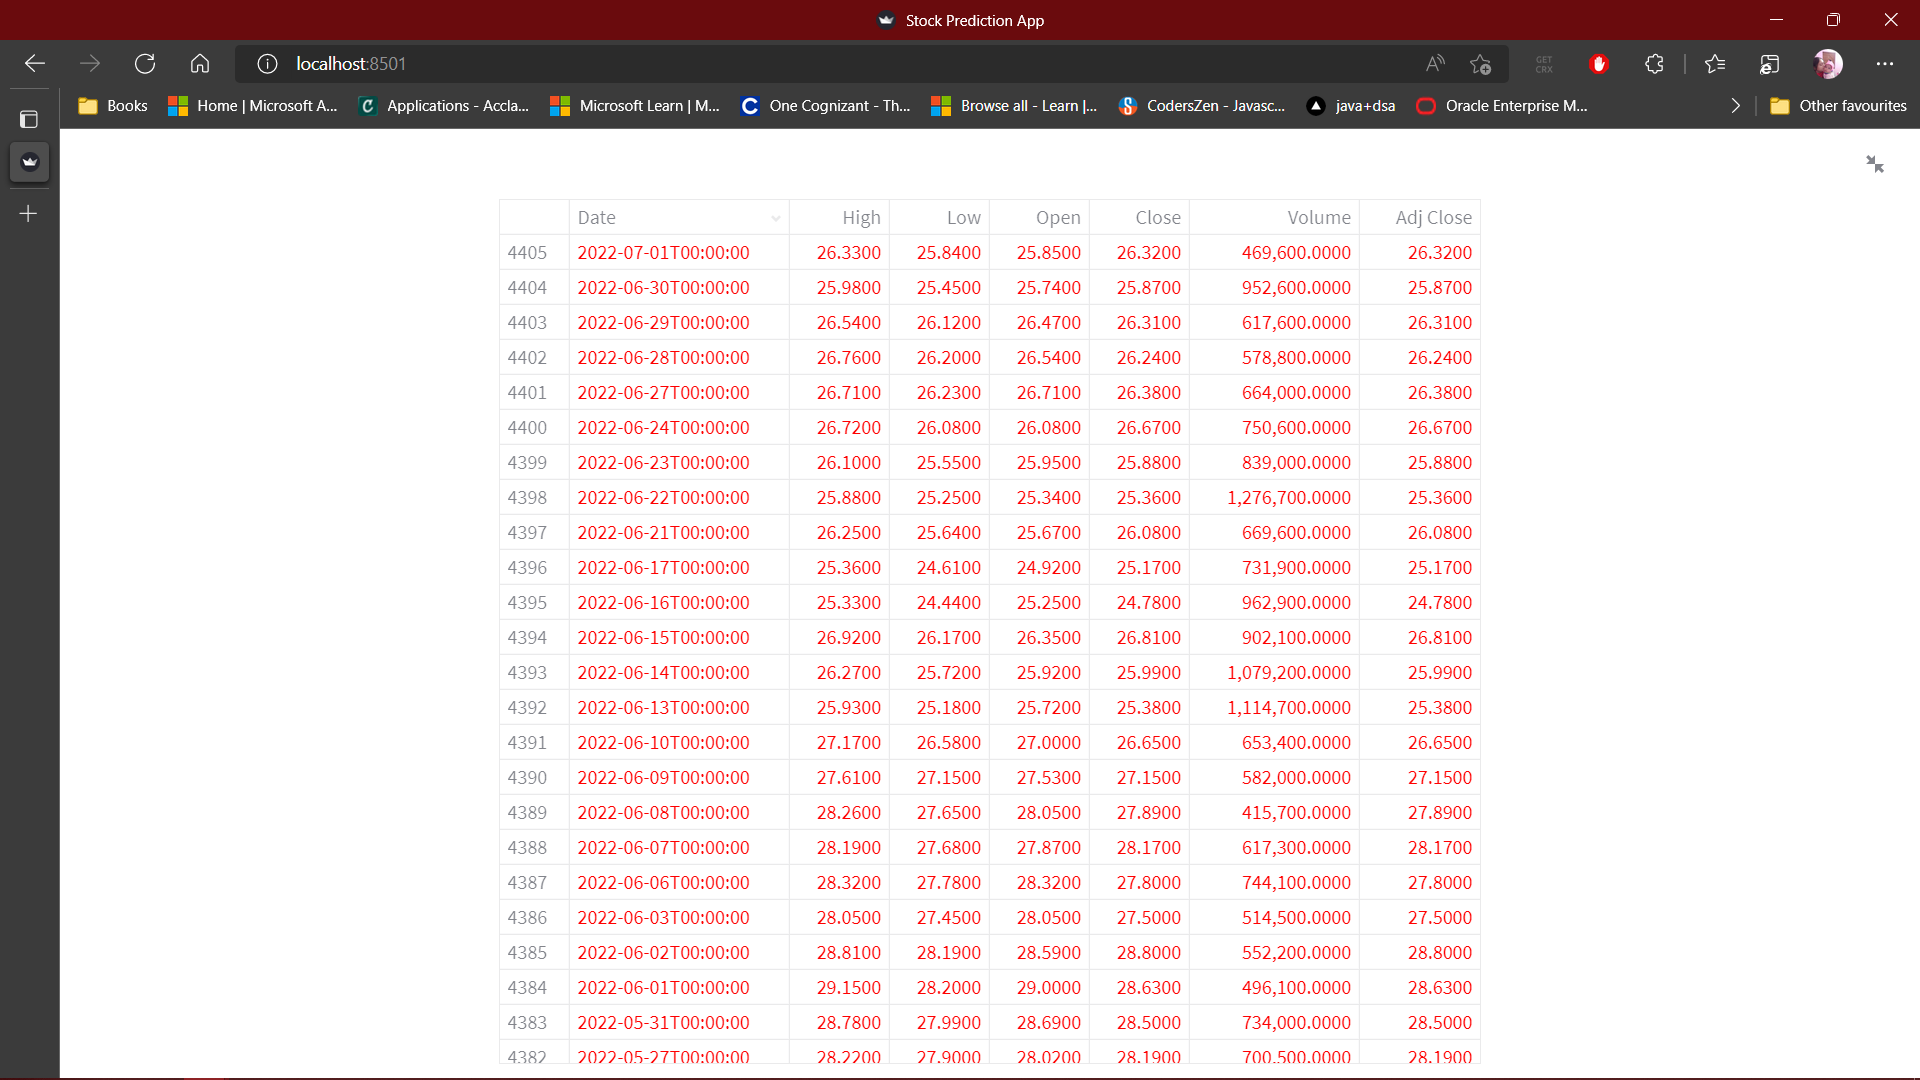 Stock Prediction App
localhost:8501
GET CRX
Books Home | Microsoft A... Applications - Accla... Microsoft Learn | M... One Cognizant - Th... Browse all - Learn |... CodersZen - Javasc... java+dsa Oracle Enterprise M... Other favourites
Date High Low Open Close Volume Adj Close
4405 2022-07-01T00:00:00 26.3300 25.8400 25.8500 26.3200 469,600.0000 26.3200
4404 2022-06-30T00:00:00 25.9800 25.4500 25.7400 25.8700 952,600.0000 25.8700
4403 2022-06-29T00:00:00 26.5400 26.1200 26.4700 26.3100 617,600.0000 26.3100
4402 2022-06-28T00:00:00 26.7600 26.2000 26.5400 26.2400 578,800.0000 26.2400
4401 2022-06-27T00:00:00 26.7100 26.2300 26.7100 26.3800 664,000.0000 26.3800
4400 2022-06-24T00:00:00 26.7200 26.0800 26.0800 26.6700 750,600.0000 26.6700
4399 2022-06-23T00:00:00 26.1000 25.5500 25.9500 25.8800 839,000.0000 25.8800
4398 2022-06-22T00:00:00 25.8800 25.2500 25.3400 25.3600 1,276,700.0000 25.3600
4397 2022-06-21T00:00:00 26.2500 25.6400 25.6700 26.0800 669,600.0000 26.0800
4396 2022-06-17T00:00:00 25.3600 24.6100 24.9200 25.1700 731,900.0000 25.1700
4395 2022-06-16T00:00:00 25.3300 24.4400 25.2500 24.7800 962,900.0000 24.7800
4394 2022-06-15T00:00:00 26.9200 26.1700 26.3500 26.8100 902,100.0000 26.8100
4393 2022-06-14T00:00:00 26.2700 25.7200 25.9200 25.9900 1,079,200.0000 25.9900
4392 2022-06-13T00:00:00 25.9300 25.1800 25.7200 25.3800 1,114,700.0000 25.3800
4391 2022-06-10T00:00:00 27.1700 26.5800 27.0000 26.6500 653,400.0000 26.6500
4390 2022-06-09T00:00:00 27.6100 27.1500 27.5300 27.1500 582,000.0000 27.1500
4389 2022-06-08T00:00:00 28.2600 27.6500 28.0500 27.8900 415,700.0000 27.8900
4388 2022-06-07T00:00:00 28.1900 27.6800 27.8700 28.1700 617,300.0000 28.1700
4387 2022-06-06T00:00:00 28.3200 27.7800 28.3200 27.8000 744,100.0000 27.8000
4386 2022-06-03T00:00:00 28.0500 27.4500 28.0500 27.5000 514,500.0000 27.5000
4385 2022-06-02T00:00:00 28.8100 28.1900 28.5900 28.8000 552,200.0000 28.8000
4384 2022-06-01T00:00:00 29.1500 28.2000 29.0000 28.6300 496,100.0000 28.6300
4383 2022-05-31T00:00:00 28.7800 27.9900 28.6900 28.5000 734,000.0000 28.5000
4382 2022-05-27T00:00:00 28.2200 27.9000 28.0200 28.1900 700,500.0000 28.1900